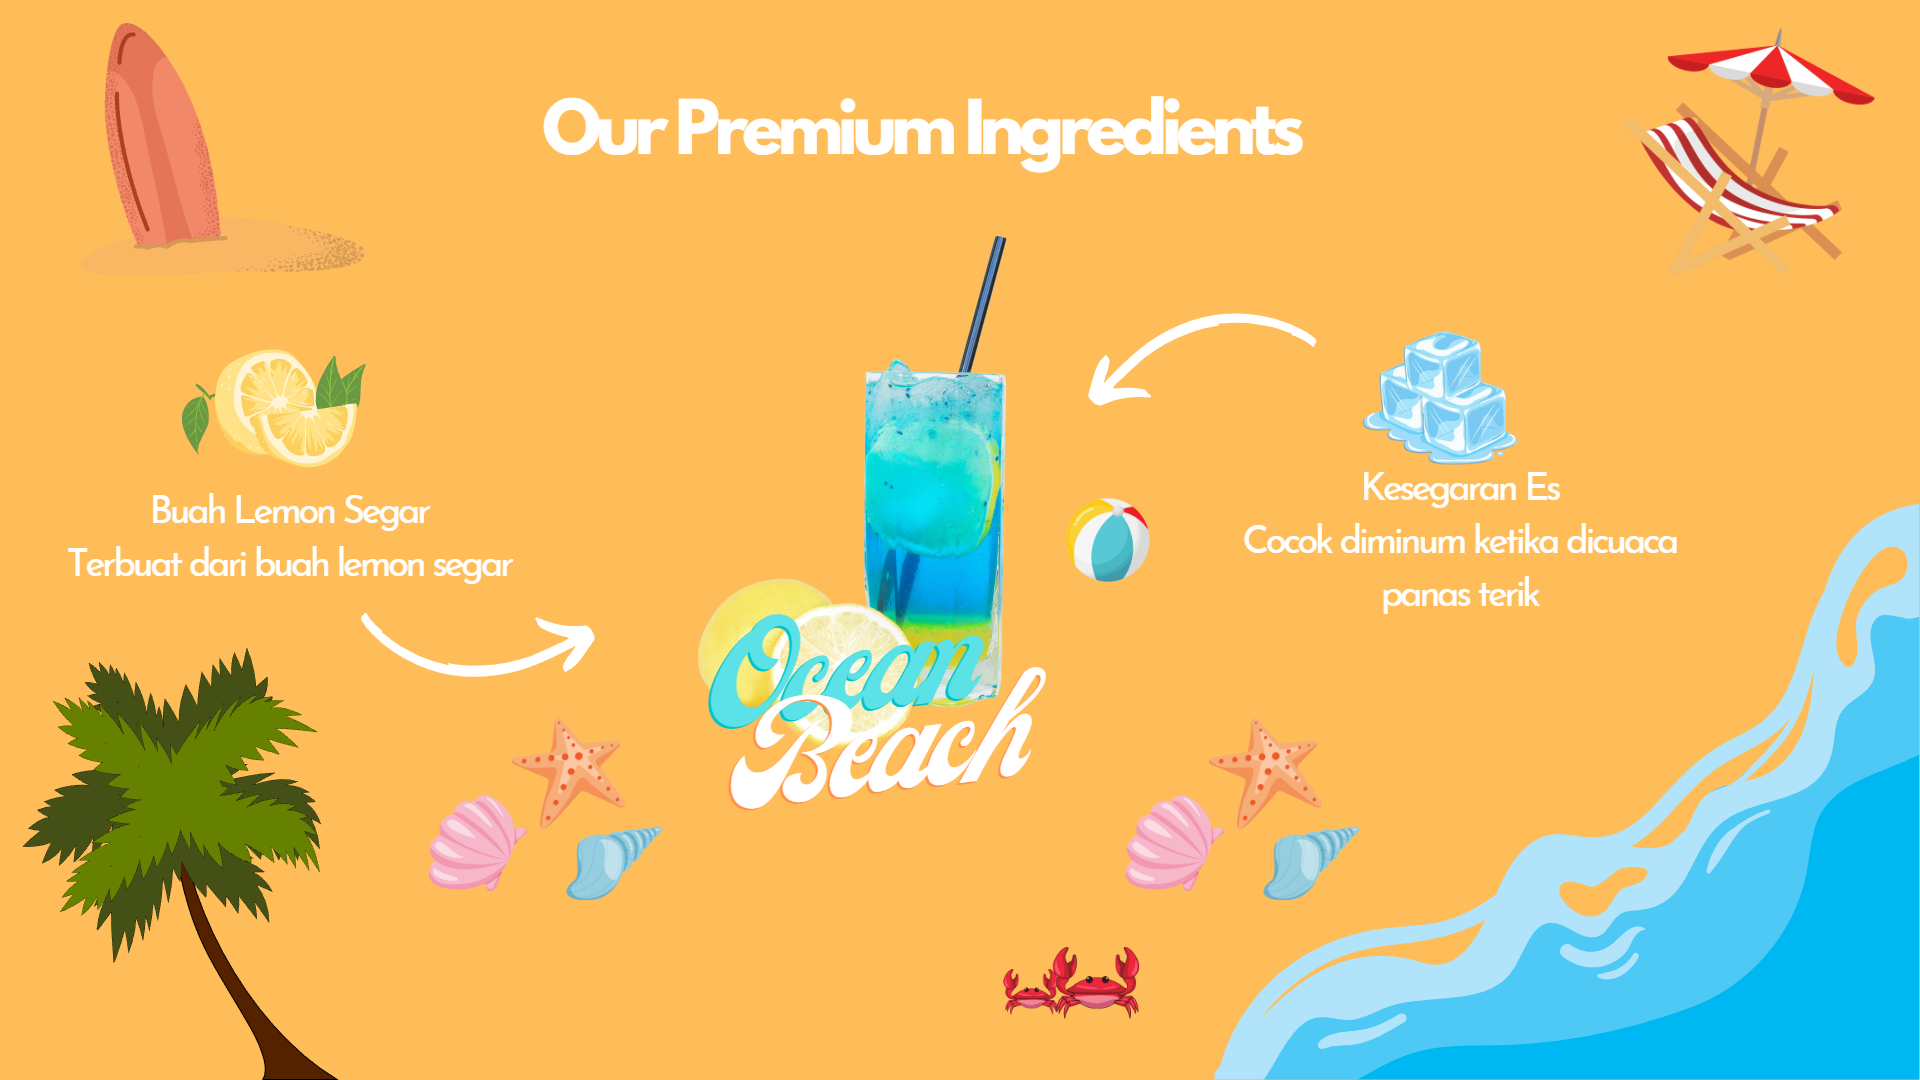 Our Premium Ingredients
Buah Lemon Segar
Terbuat dari buah lemon segar
Kesegaran Es
Cocok diminum ketika dicuaca
panas terik
Ocean
Beach